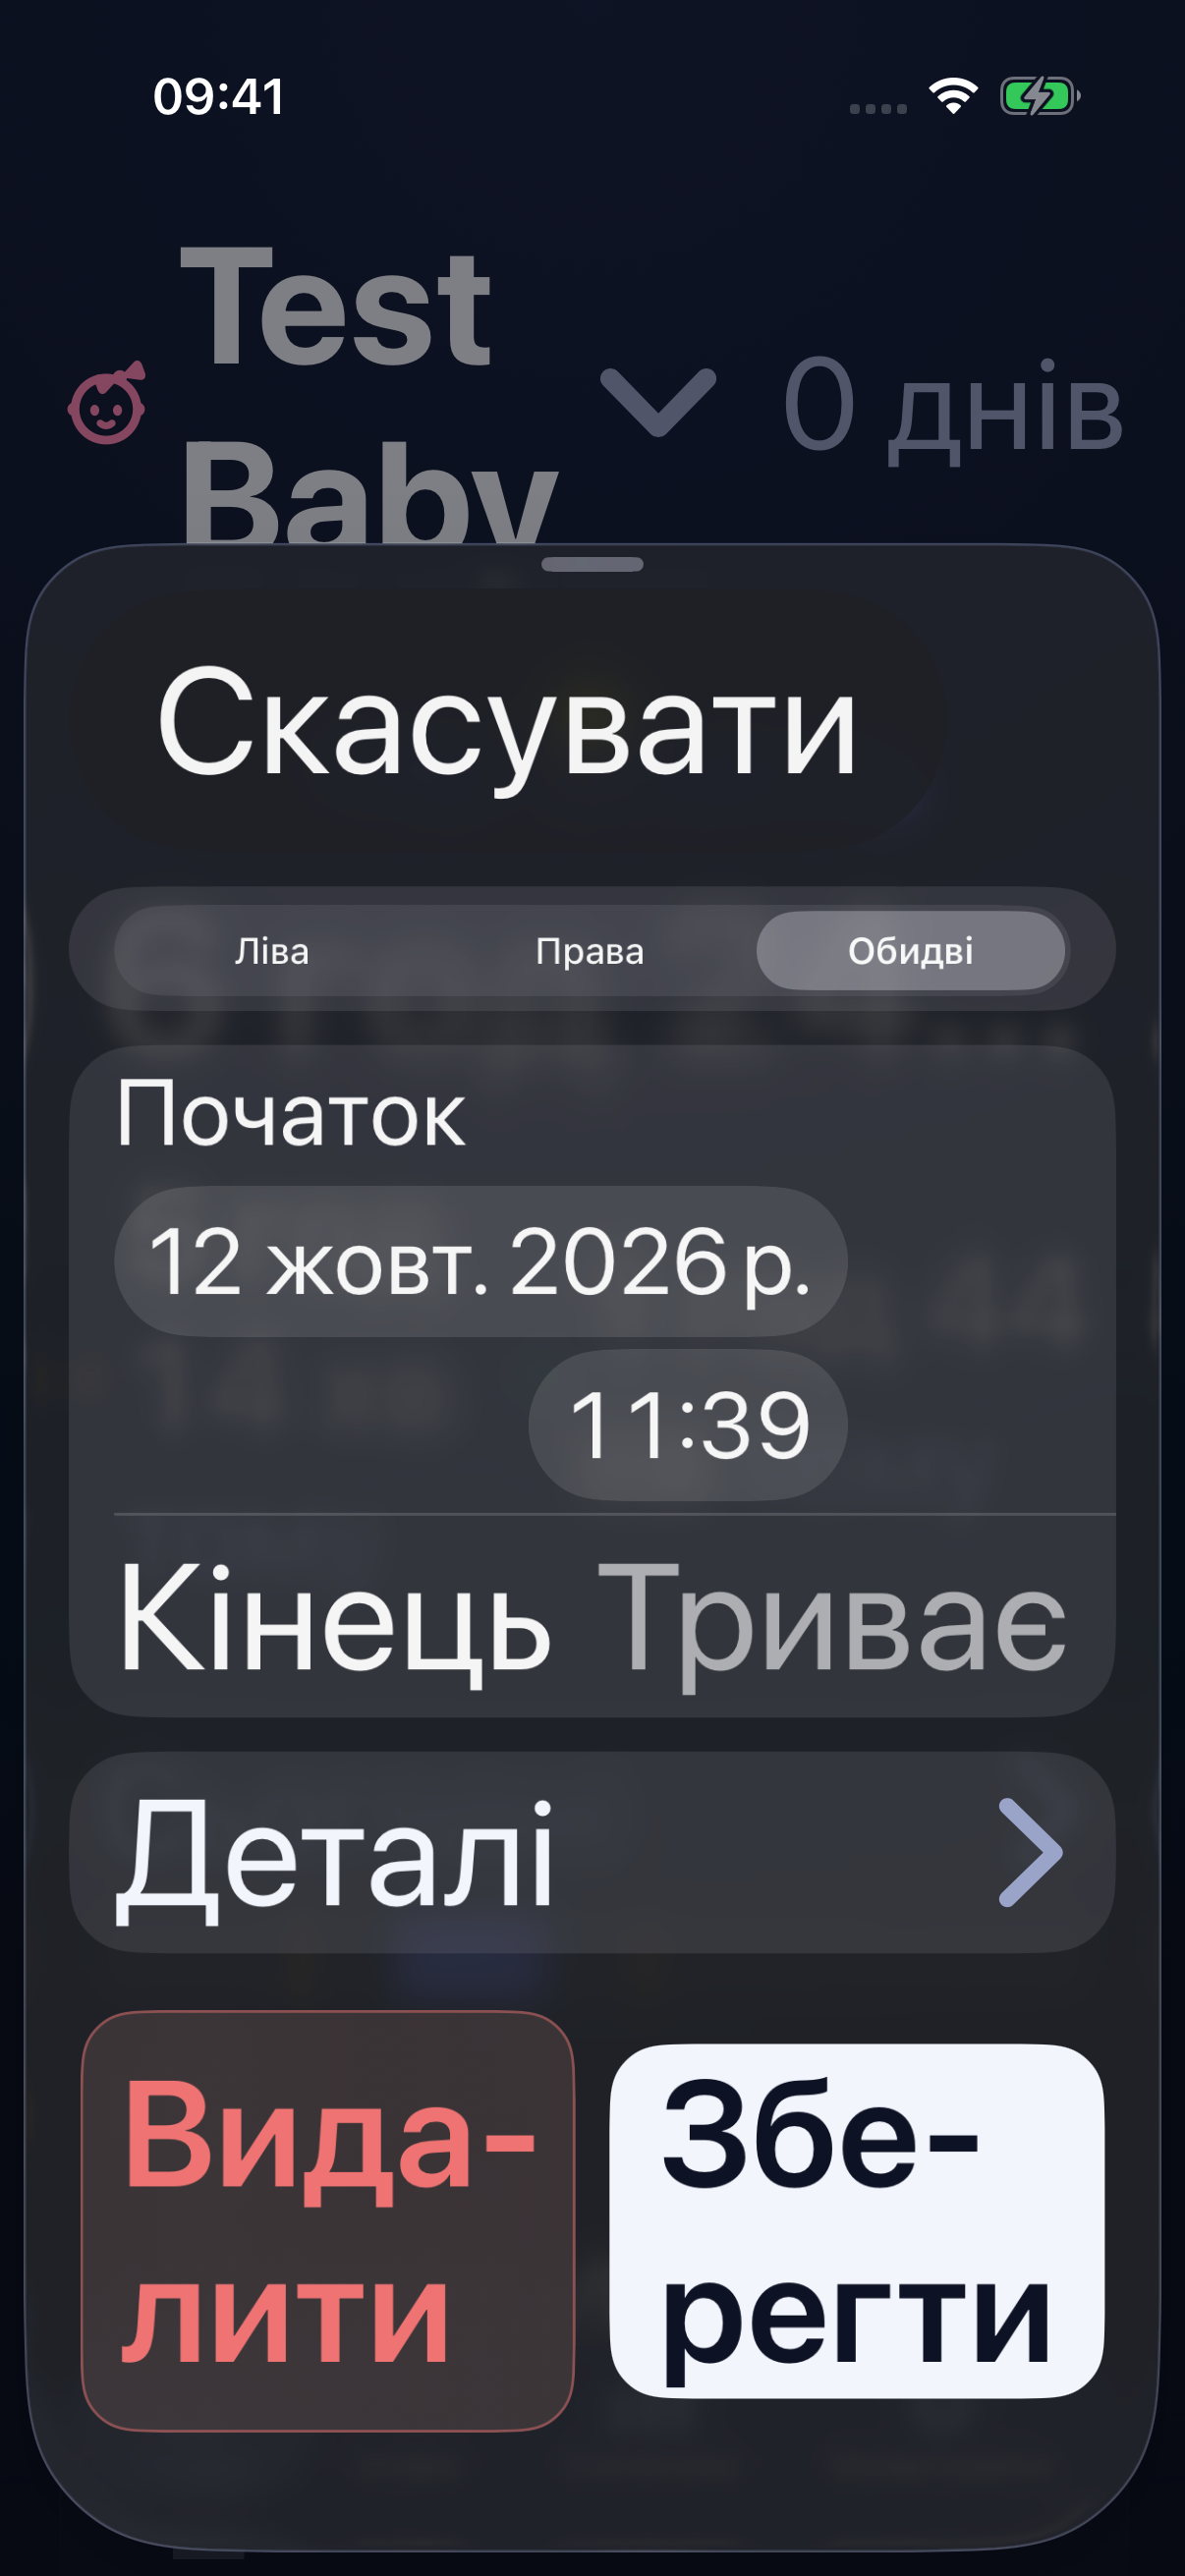 09:41
Test
Baby
0 днів
Скасувати
Ліва
Права
Обидві
Початок
12 жовт. 2026 р.
11:39
Кінець Триває
Деталі
Вида-
лити
Збе-
регти